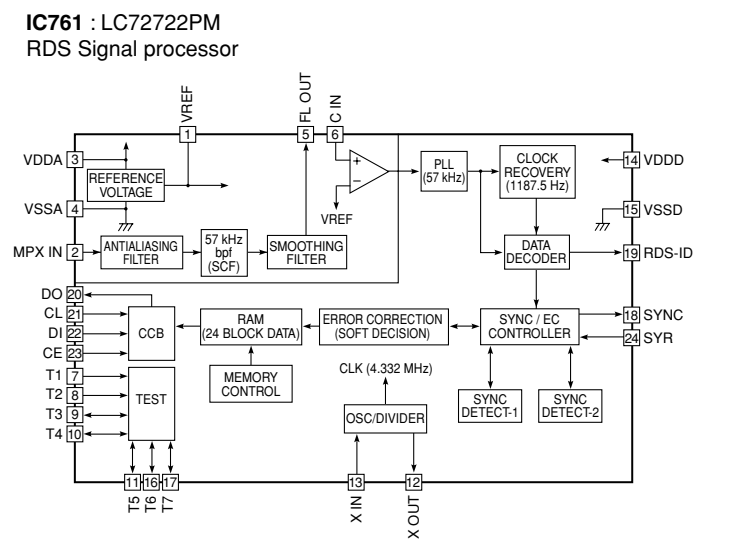 IC761 : LC72722PM
RDS Signal processor
VREF
FL OUT
C IN
1
5
6
VDDA 3
REFERENCE
VOLTAGE
VSSA 4
+
–
VREF
PLL
(57 kHz)
CLOCK
RECOVERY
(1187.5 Hz)
14 VDDD
15 VSSD
MPX IN 2
ANTIALIASING
FILTER
57 kHz
bpf
(SCF)
SMOOTHING
FILTER
DATA
DECODER
19 RDS-ID
DO 20
CL 21
DI 22
CE 23
CCB
RAM
(24 BLOCK DATA)
ERROR CORRECTION
(SOFT DECISION)
SYNC / EC
CONTROLLER
18 SYNC
24 SYR
MEMORY
CONTROL
CLK (4.332 MHz)
T1 7
T2 8
T3 9
T4 10
TEST
OSC/DIVIDER
SYNC
DETECT-1
SYNC
DETECT-2
11
16
17
13
12
T5
T6
T7
X IN
X OUT